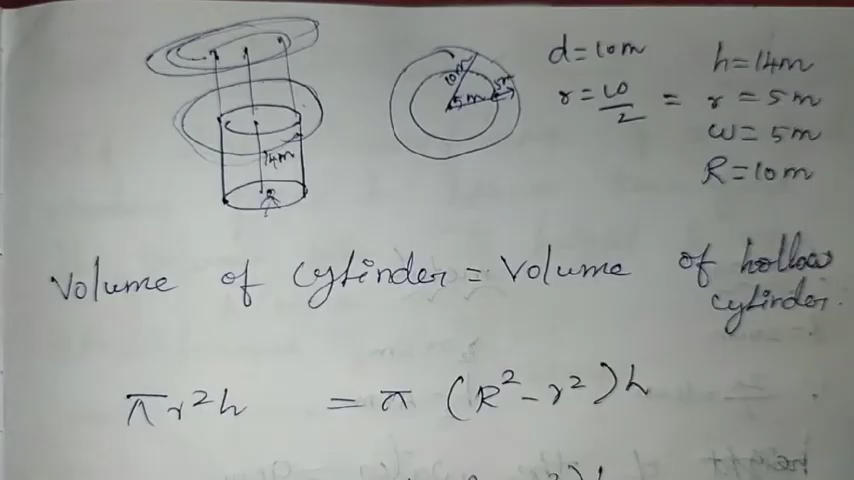 14m
10m
5m
5m
d=10m
r=10/2 =
h=14m
r=5m
w=5m
R=10m
Volume of cylinder = Volume of hollow
cylinder.
πr²h = π (R²-r²)h